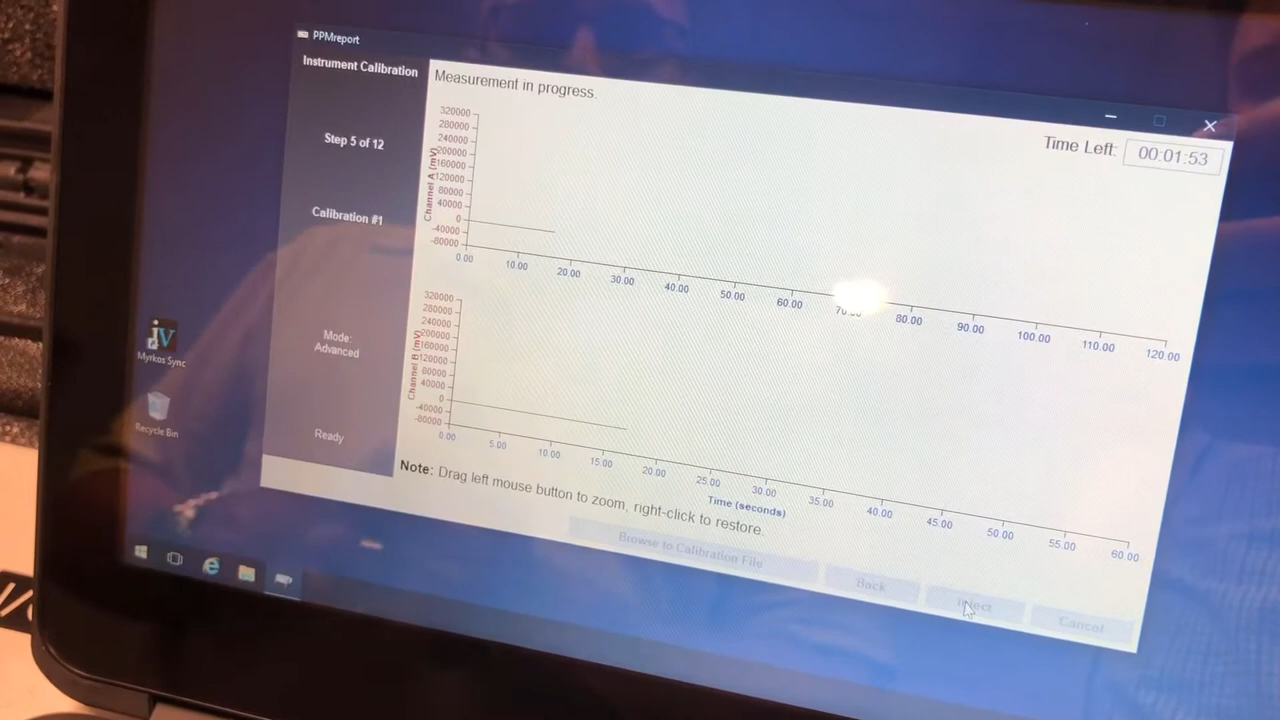 PPMreport
Instrument Calibration
Step 5 of 12
Calibration #1
Mode:
Advanced
Ready
Measurement in progress.
Time Left: 00:01:53
Channel A (mV)
320000
280000
240000
200000
160000
120000
80000
40000
0
-40000
-80000
0.00 10.00 20.00 30.00 40.00 50.00 60.00 80.00 90.00 100.00 110.00 120.00
Channel B (mV)
320000
280000
240000
200000
160000
120000
80000
40000
0
-40000
-80000
0.00 5.00 10.00 15.00 20.00 25.00 30.00 35.00 40.00 45.00 50.00 55.00 60.00
Time (seconds)
Note: Drag left mouse button to zoom, right-click to restore.
Browse to Calibration File
Back
Inject
Cancel
iV
Myrkos Sync
Recycle Bin